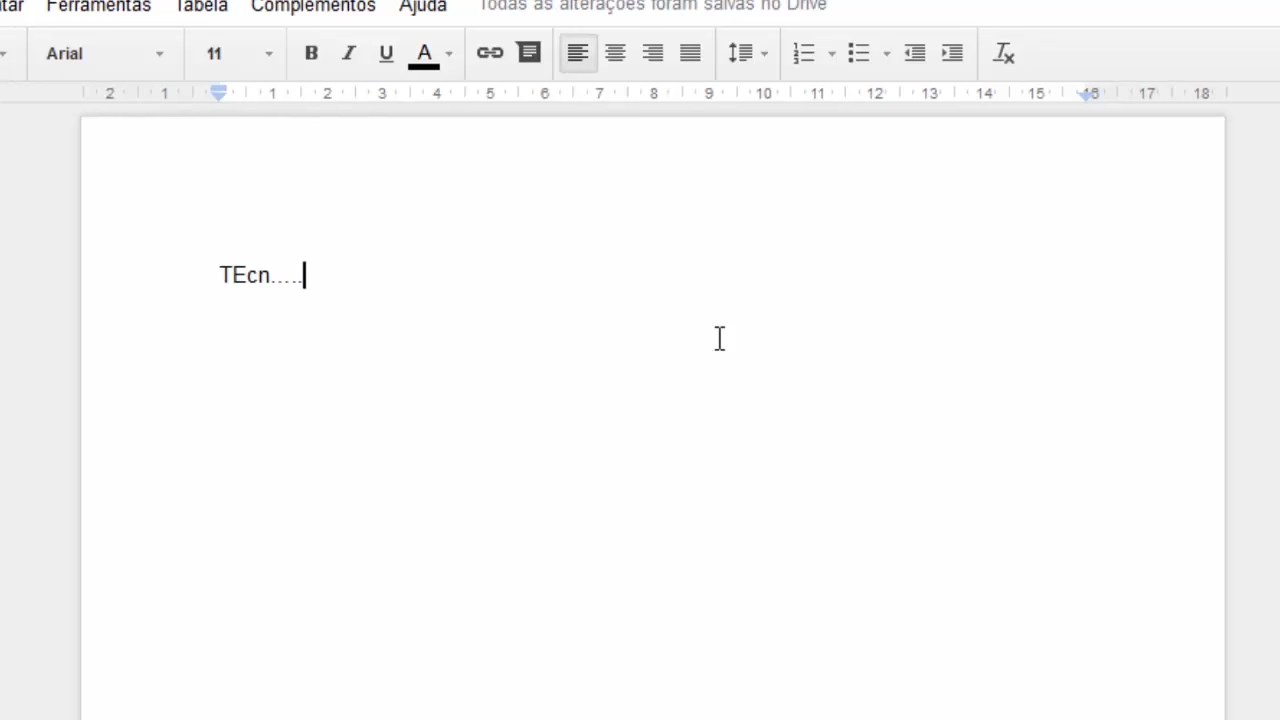 Ferramentas Tabela Complementos Ajuda Todas as alterações foram salvas no Drive
Arial 11 B I U A
2 1 1 2 3 4 5 6 7 8 9 10 11 12 13 14 15 16 17 18
TEcn.....